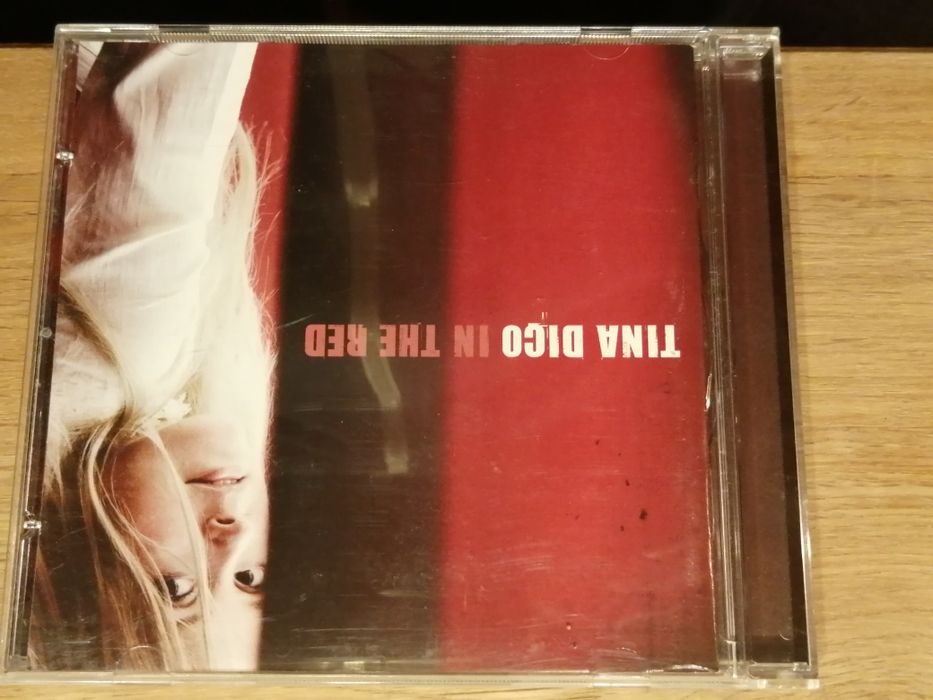 TINA DICO IN THE RED